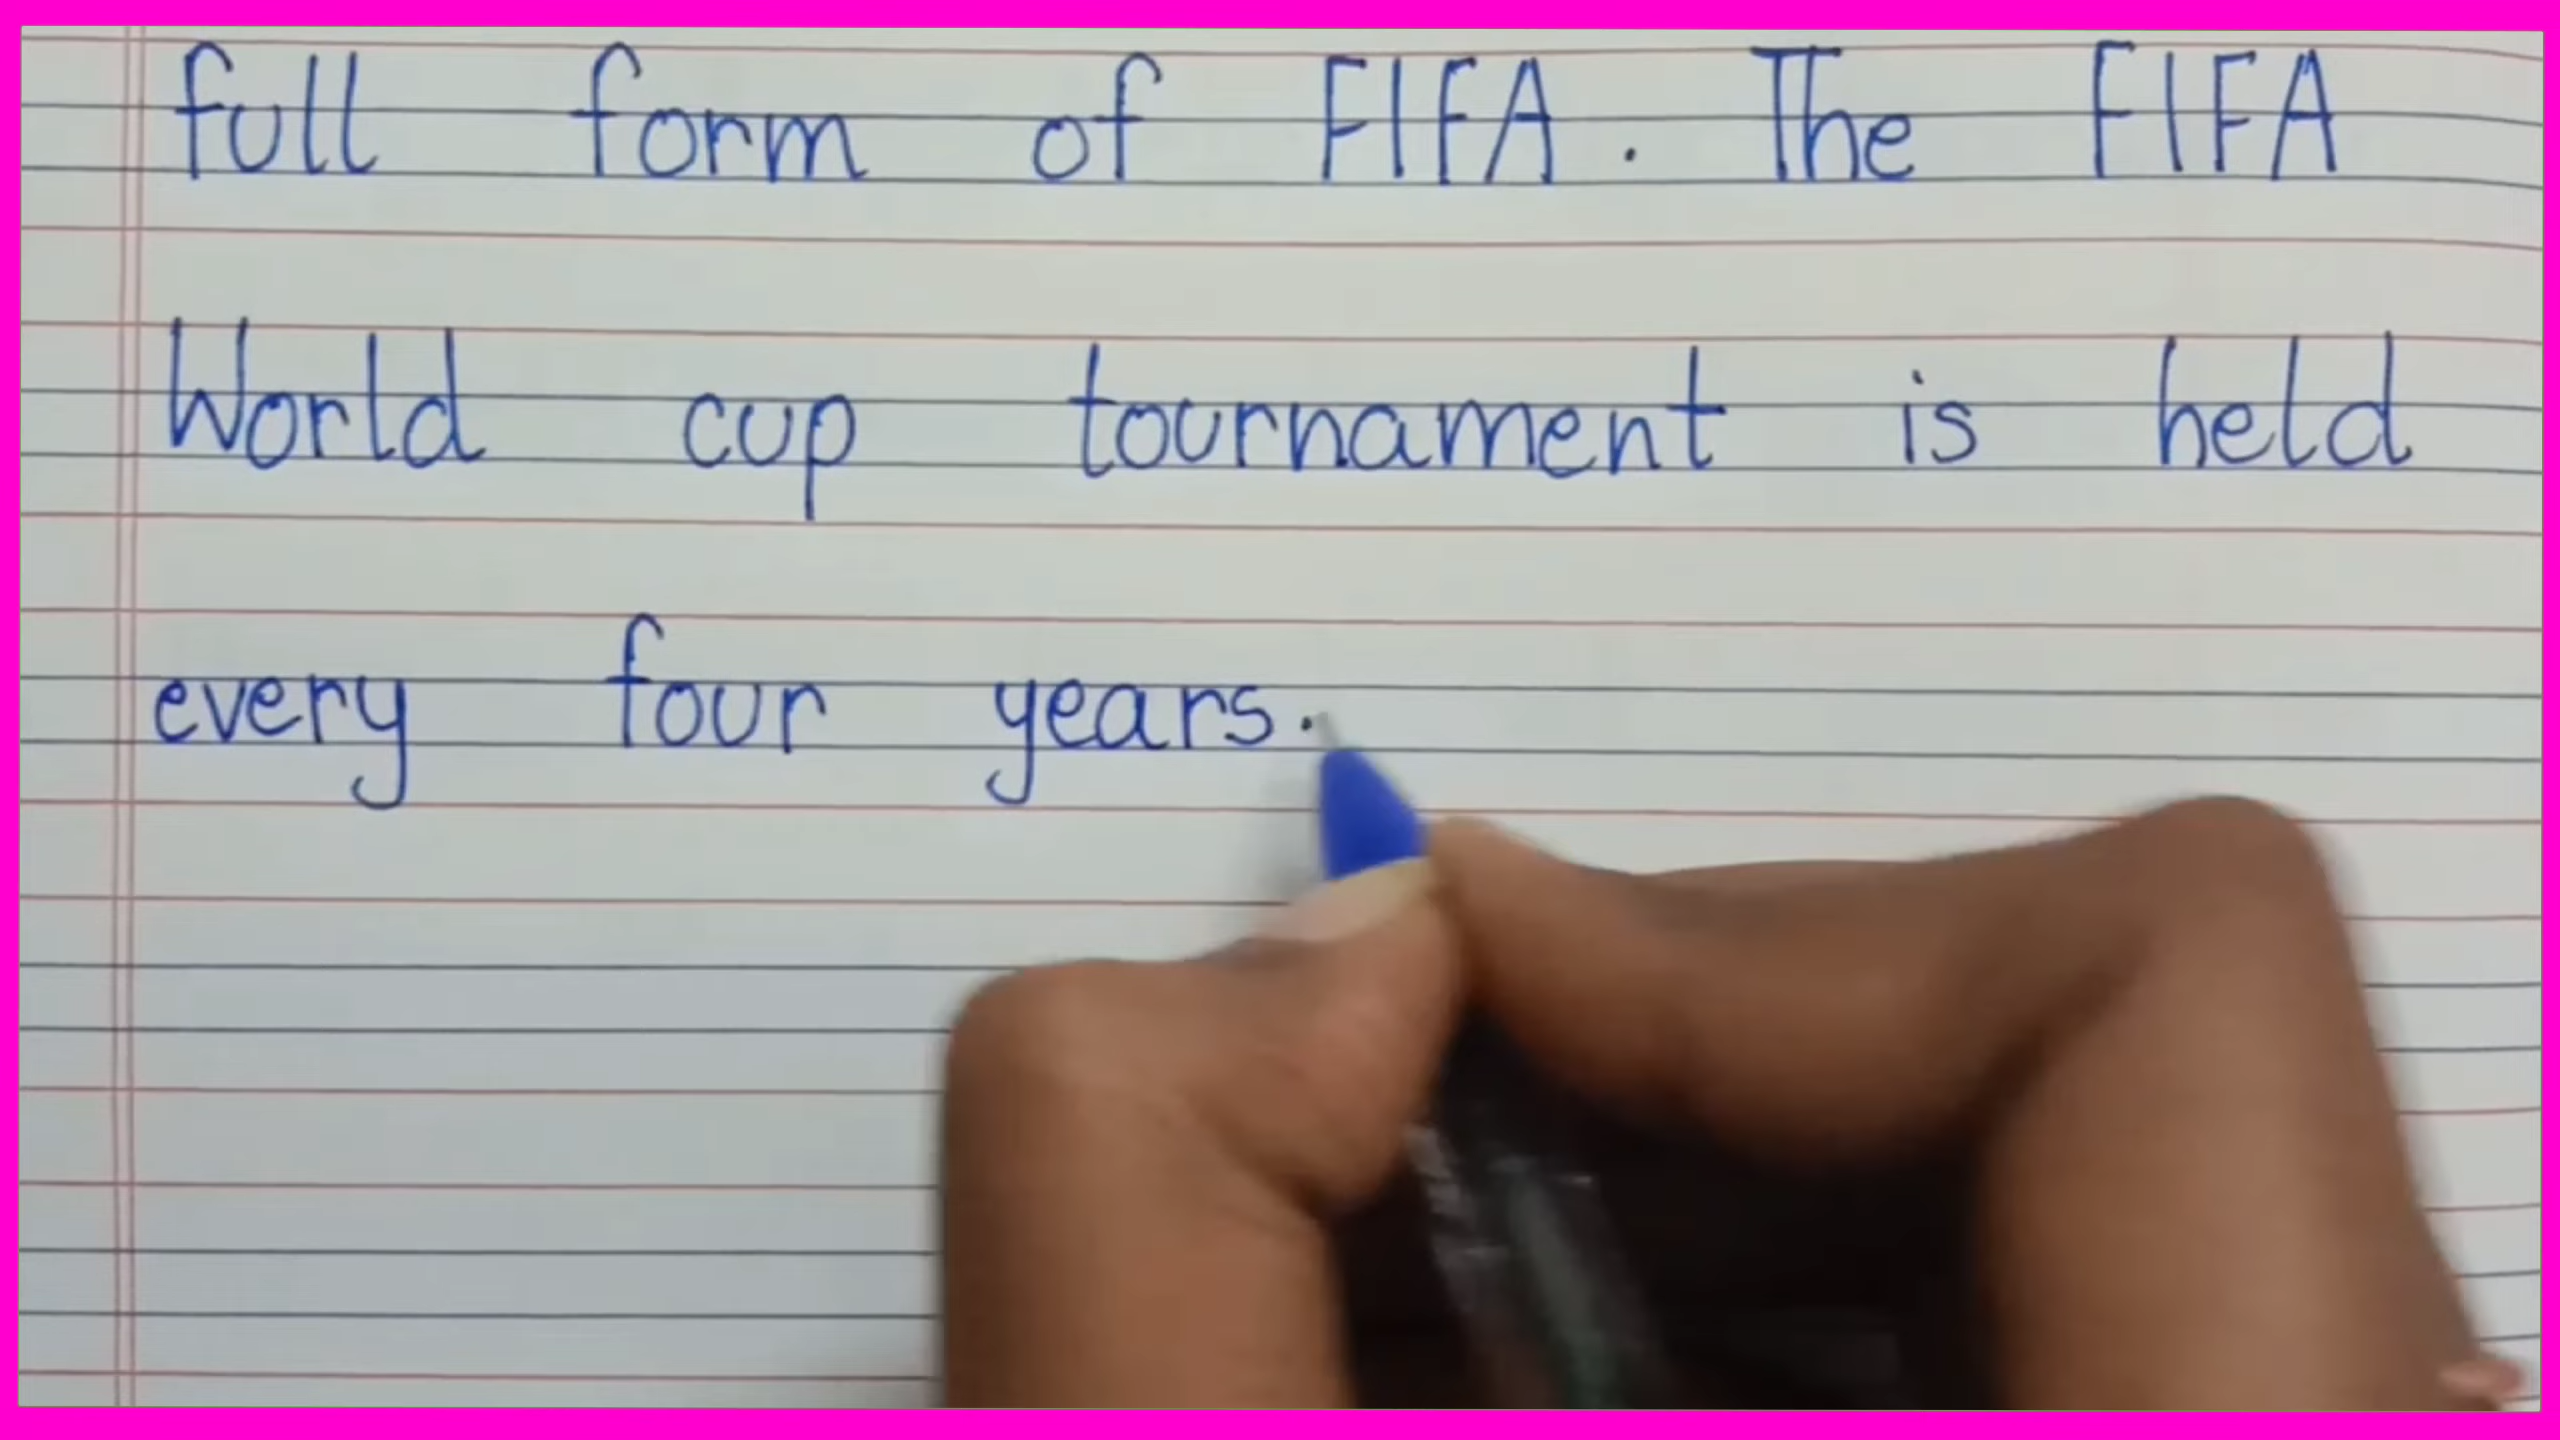 full form of FIFA. The FIFA
World cup tournament is held
every four years.